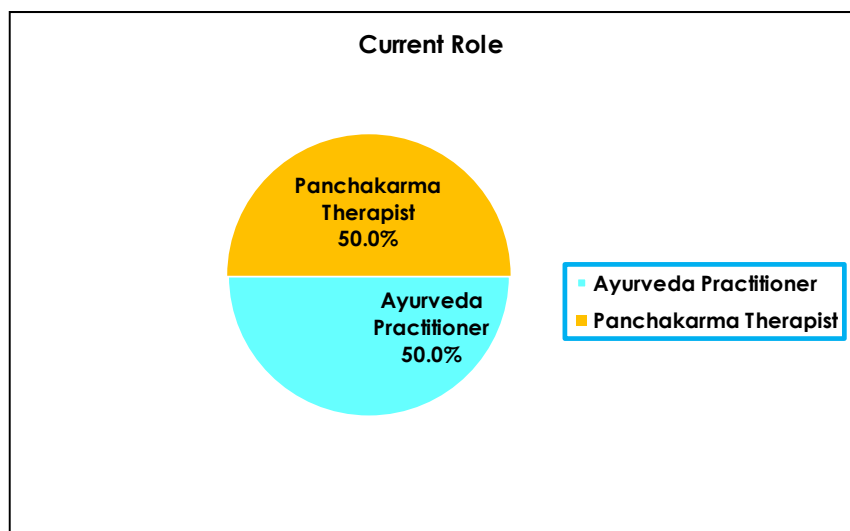 Current Role
Panchakarma
Therapist
50.0%
Ayurveda
Practitioner
50.0%
Ayurveda Practitioner
Panchakarma Therapist